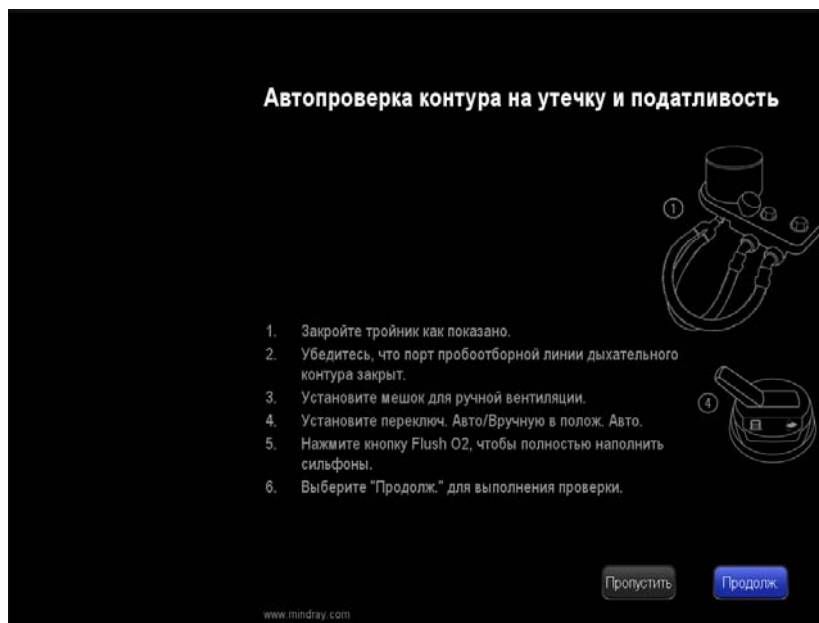 Автопроверка контура на утечку и податливость
1
1. Закройте тройник как показано.
2. Убедитесь, что порт пробоотборной линии дыхательного
контура закрыт.
3. Установите мешок для ручной вентиляции.
4
4. Установите переключ. Авто/Вручную в полож. Авто.
5. Нажмите кнопку Flush O2, чтобы полностью наполнить
сильфоны.
6. Выберите "Продолж." для выполнения проверки.
Пропустить
Продолж.
www.mindray.com